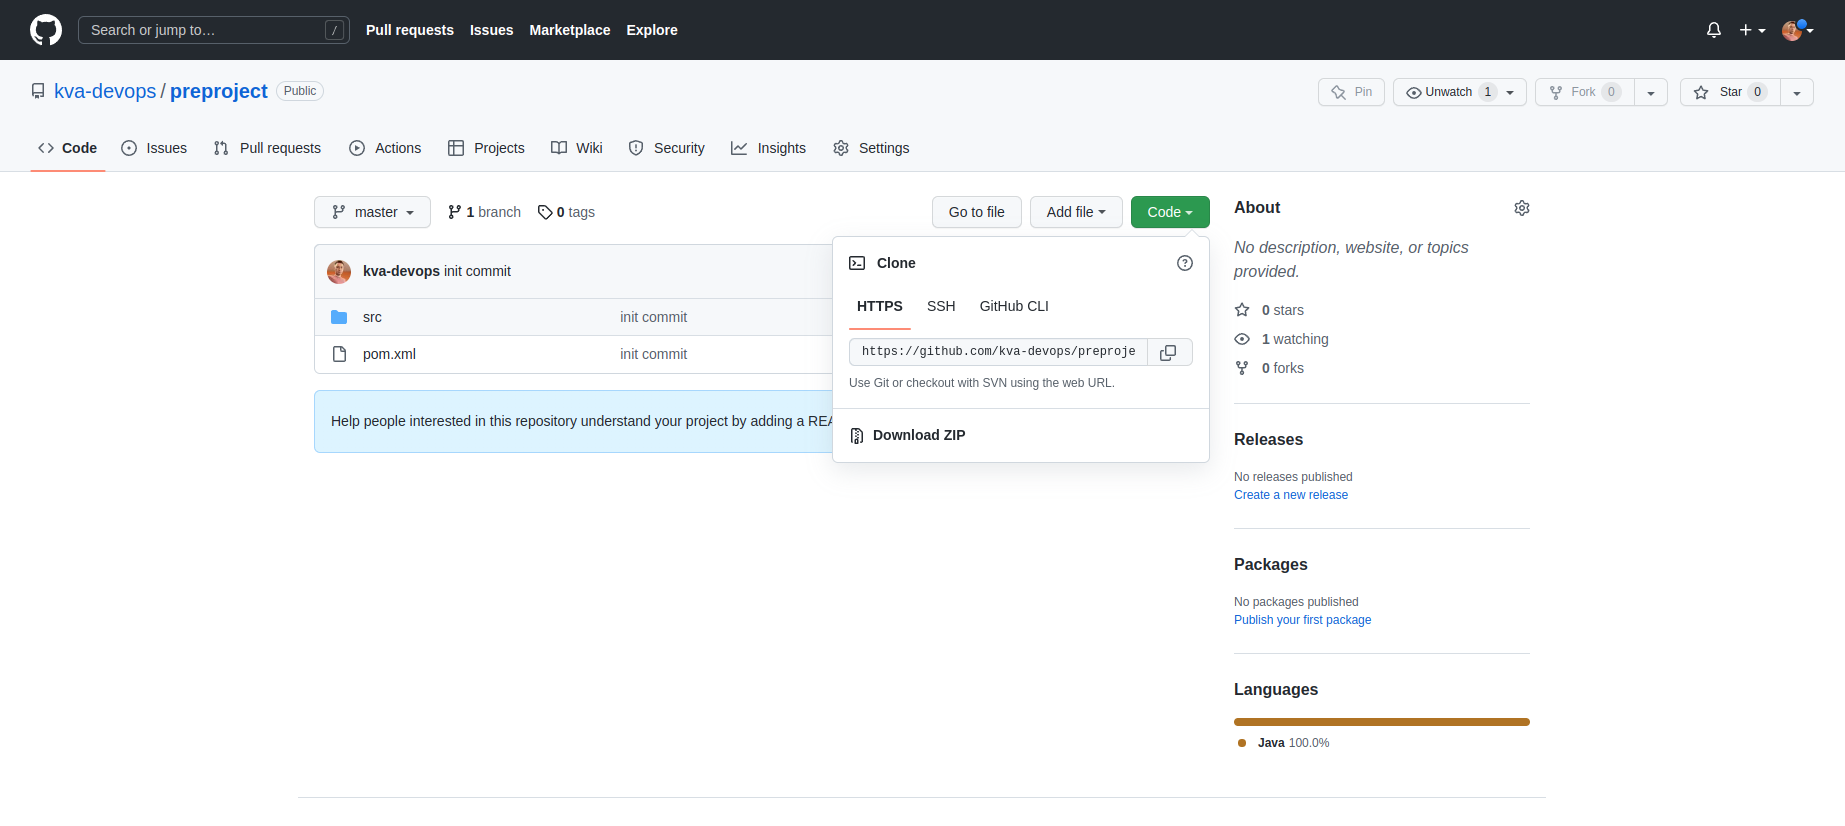 Search or jump to… / Pull requests Issues Marketplace Explore
kva-devops / preproject Public Pin Unwatch 1 Fork 0 Star 0
Code Issues Pull requests Actions Projects Wiki Security Insights Settings
master 1 branch 0 tags Go to file Add file Code
kva-devops init commit
src init commit
pom.xml init commit
Help people interested in this repository understand your project by adding a REA
Clone
HTTPS SSH GitHub CLI
https://github.com/kva-devops/preproje
Use Git or checkout with SVN using the web URL.
Download ZIP
About
No description, website, or topics
provided.
0 stars
1 watching
0 forks
Releases
No releases published
Create a new release
Packages
No packages published
Publish your first package
Languages
Java 100.0%